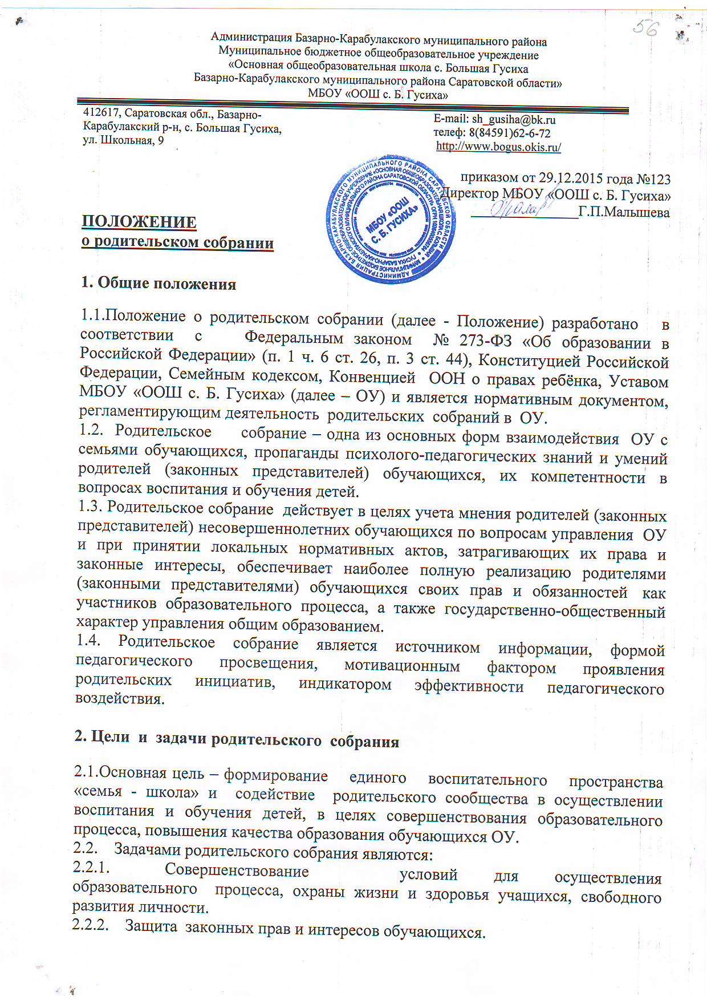 56
Администрация Базарно-Карабулакского муниципального района
Муниципальное бюджетное общеобразовательное учреждение
«Основная общеобразовательная школа с. Большая Гусиха
Базарно-Карабулакского муниципального района Саратовской области»
МБОУ «ООШ с. Б. Гусиха»
412617, Саратовская обл., Базарно-
Карабулакский р-н, с. Большая Гусиха,
ул. Школьная, 9
E-mail: sh_gusiha@bk.ru
телеф: 8(84591)62-6-72
http://www.bogus.okis.ru/
приказом от 29.12.2015 года №123
Директор МБОУ «ООШ с. Б. Гусиха»
Г.П.Малышева
МБОУ «ООШ
С. Б. ГУСИХА»
ПОЛОЖЕНИЕ
о родительском собрании
1. Общие положения
1.1.Положение о родительском собрании (далее - Положение) разработано в
соответствии с Федеральным законом № 273-ФЗ «Об образовании в
Российской Федерации» (п. 1 ч. 6 ст. 26, п. 3 ст. 44), Конституцией Российской
Федерации, Семейным кодексом, Конвенцией ООН о правах ребёнка, Уставом
МБОУ «ООШ с. Б. Гусиха» (далее – ОУ) и является нормативным документом,
регламентирующим деятельность родительских собраний в ОУ.
1.2. Родительское собрание – одна из основных форм взаимодействия ОУ с
семьями обучающихся, пропаганды психолого-педагогических знаний и умений
родителей (законных представителей) обучающихся, их компетентности в
вопросах воспитания и обучения детей.
1.3. Родительское собрание действует в целях учета мнения родителей (законных
представителей) несовершеннолетних обучающихся по вопросам управления ОУ
и при принятии локальных нормативных актов, затрагивающих их права и
законные интересы, обеспечивает наиболее полную реализацию родителями
(законными представителями) обучающихся своих прав и обязанностей как
участников образовательного процесса, а также государственно-общественный
характер управления общим образованием.
1.4. Родительское собрание является источником информации, формой
педагогического просвещения, мотивационным фактором проявления
родительских инициатив, индикатором эффективности педагогического
воздействия.
2. Цели и задачи родительского собрания
2.1.Основная цель – формирование единого воспитательного пространства
«семья - школа» и содействие родительского сообщества в осуществлении
воспитания и обучения детей, в целях совершенствования образовательного
процесса, повышения качества образования обучающихся ОУ.
2.2. Задачами родительского собрания являются:
2.2.1. Совершенствование условий для осуществления
образовательного процесса, охраны жизни и здоровья учащихся, свободного
развития личности.
2.2.2. Защита законных прав и интересов обучающихся.